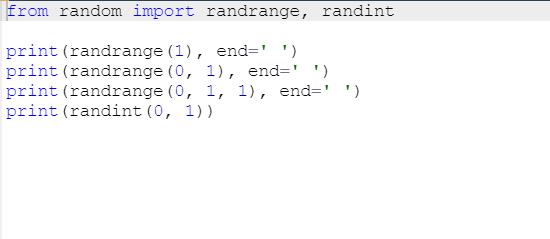 from random import randrange, randint
print(randrange(1), end=' ')
print(randrange(0, 1), end=' ')
print(randrange(0, 1, 1), end=' ')
print(randint(0, 1))